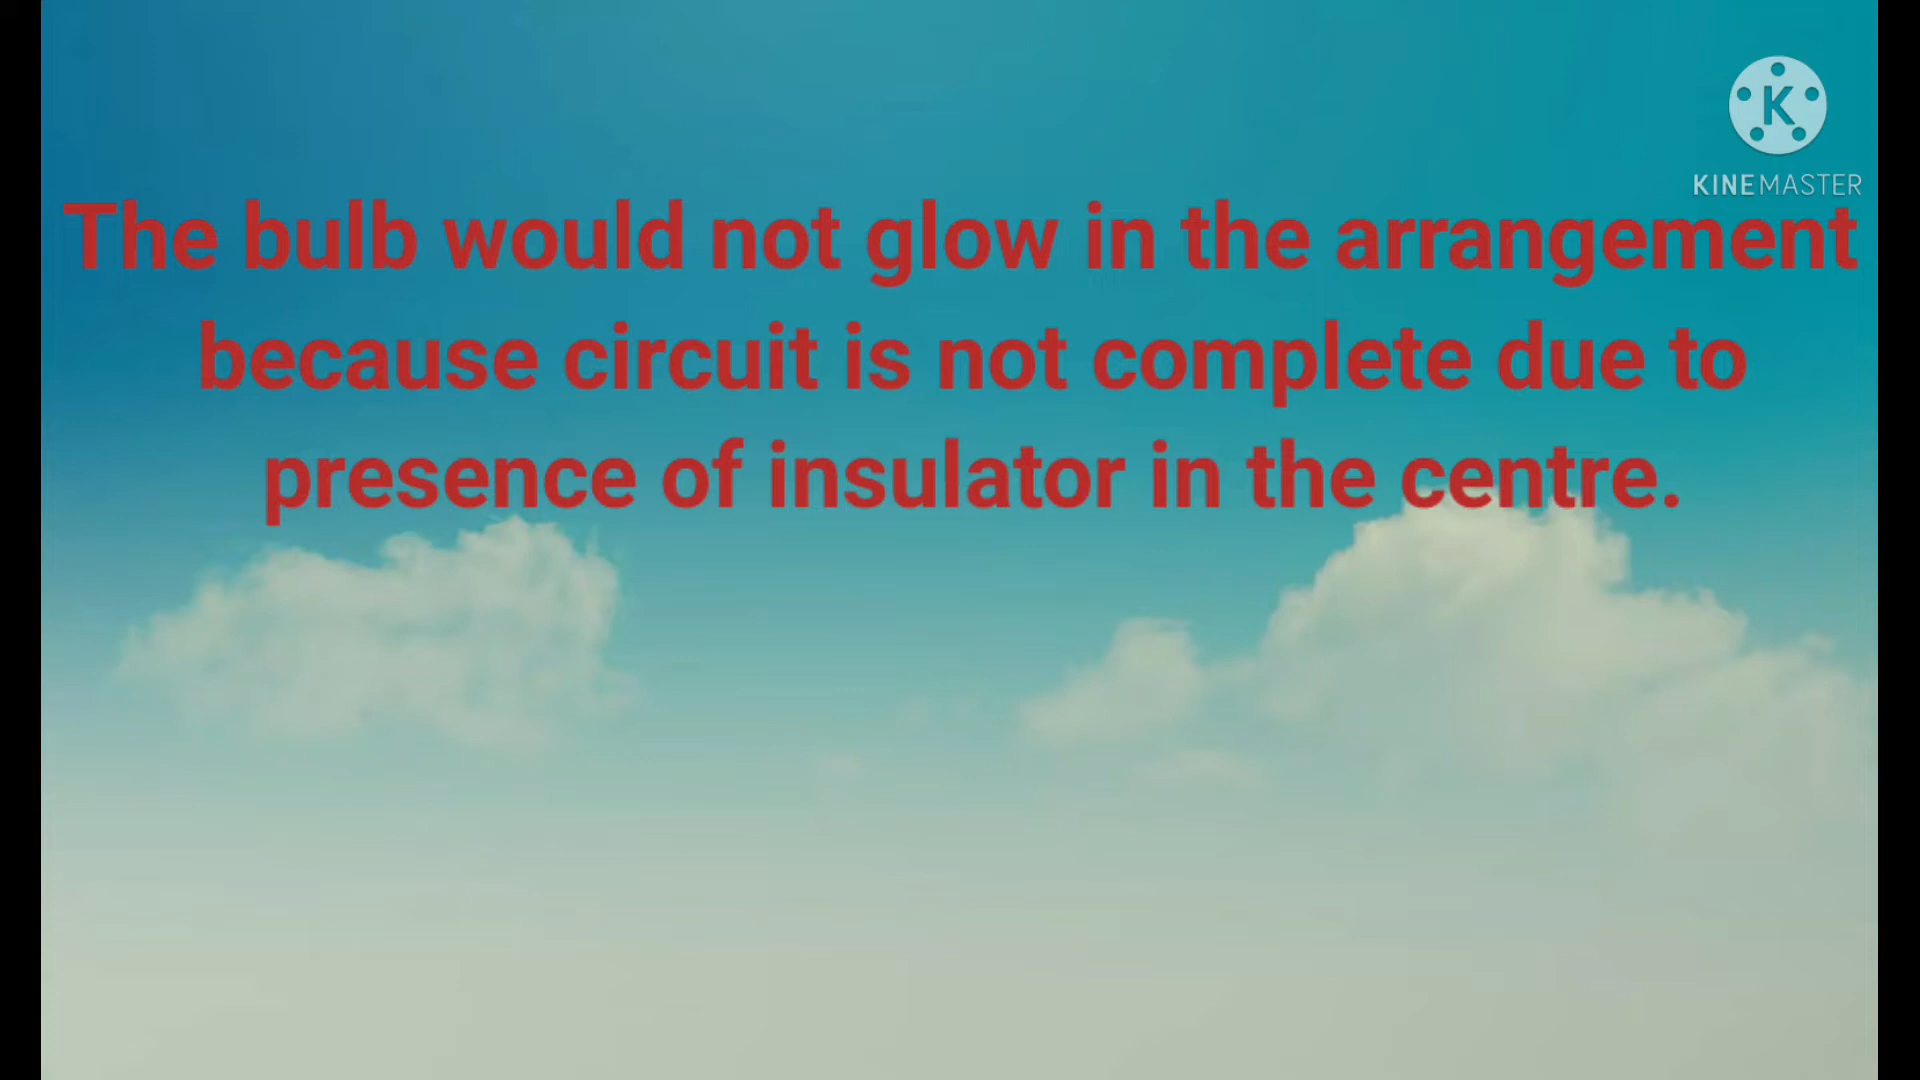 K
KINEMASTER
The bulb would not glow in the arrangement
because circuit is not complete due to
presence of insulator in the centre.